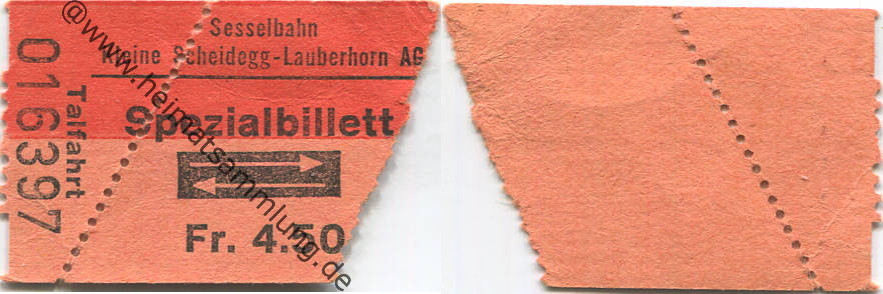 Sesselbahn
Kleine Scheidegg-Lauberhorn AG
Spezialbillett
Fr. 4.50
Talfahrt
016397
@www.heimatsammlung.de